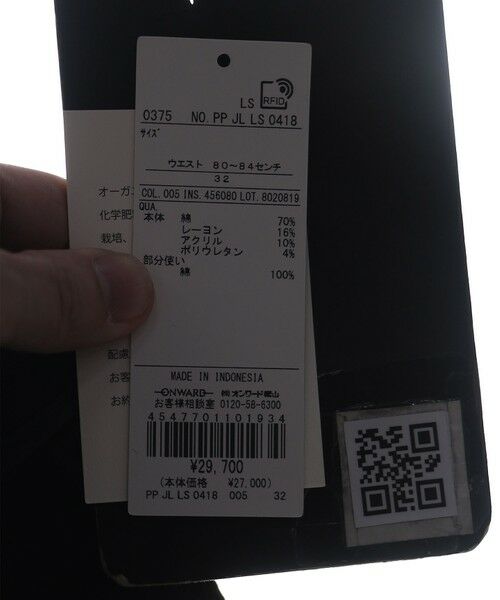 LS RFID
0375 NO. PP JL LS 0418
サイズ
ウエスト 80～84センチ
32
COL. 005 INS. 456080 LOT. 8020819
QUA.
本体 綿 70%
レーヨン 16%
アクリル 10%
ポリウレタン 4%
部分使い
綿 100%
MADE IN INDONESIA
ONWARD ㈱オンワード樫山
お客様相談室 0120-58-6300
4547701101934
¥29,700
(本体価格 ¥27,000)
PP JL LS 0418 005 32
オーガニ
化学肥
栽培、
配慮
お客
お約